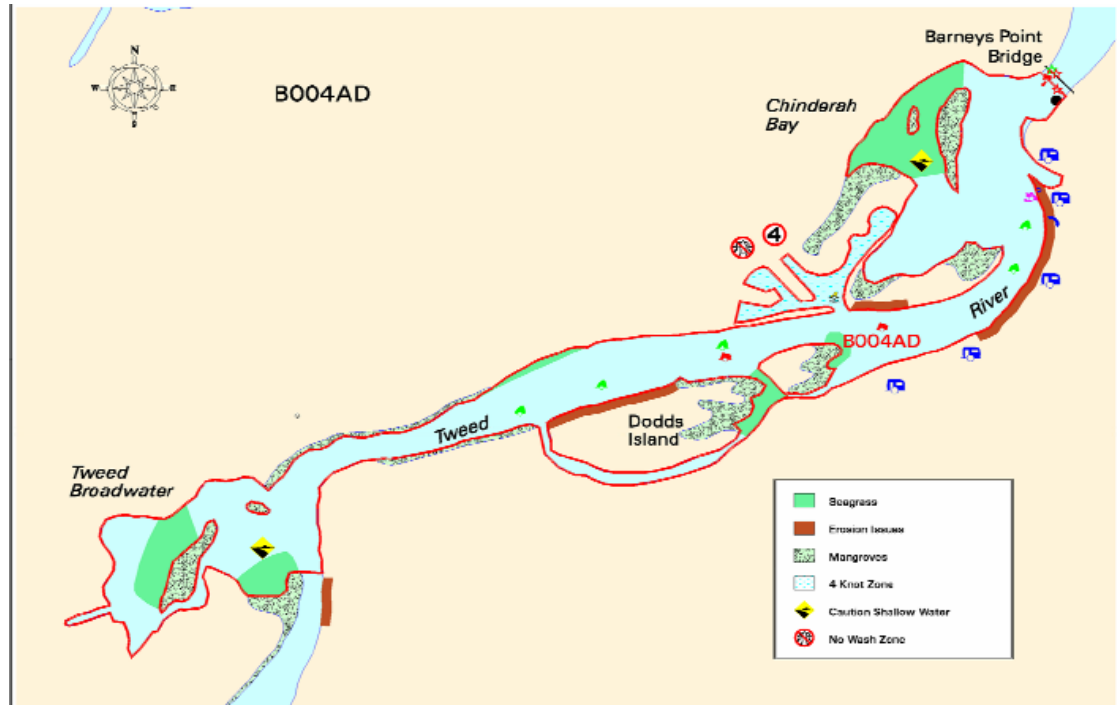 Barneys Point
Bridge
N
W
E
S
B004AD
Chinderah
Bay
4
River
B004AD
Tweed
Dodds
Island
Tweed
Broadwater
Seagrass
Erosion Issues
Mangroves
4 Knot Zone
Caution Shallow Water
No Wash Zone